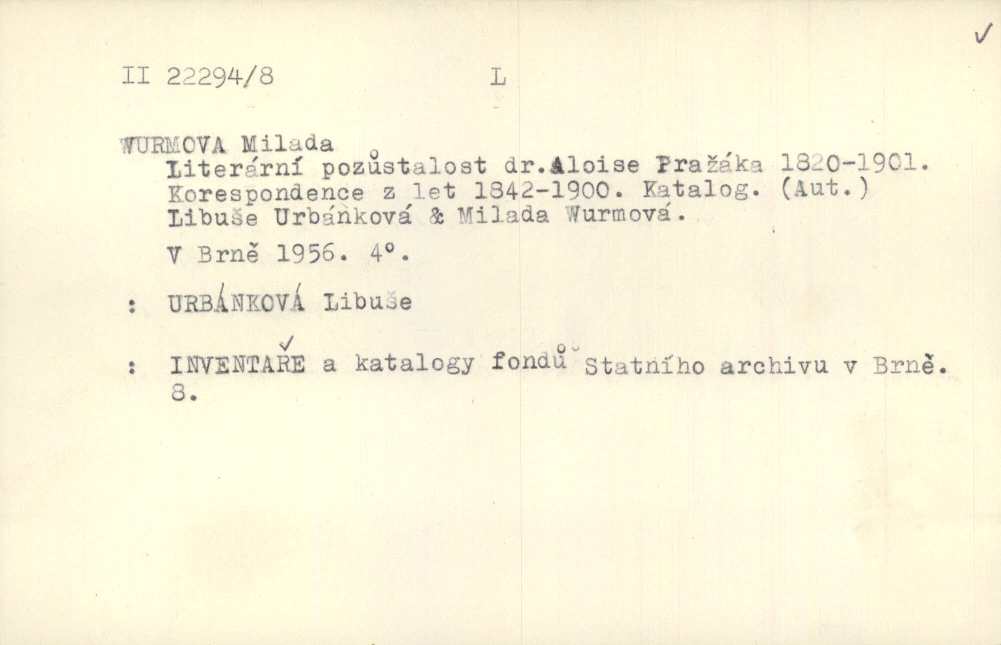 II 22294/8 L
WURMOVA Milada
Literární pozůstalost dr.Aloise Pražáka 1820-1901.
Korespondence z let 1842-1900. Katalog. (Aut.)
Libuše Urbánková & Milada Wurmová.
V Brně 1956. 4°.
: URBÁNKOVÁ Libuše
: INVENTAŘE a katalogy fondů Statního archivu v Brně.
8.